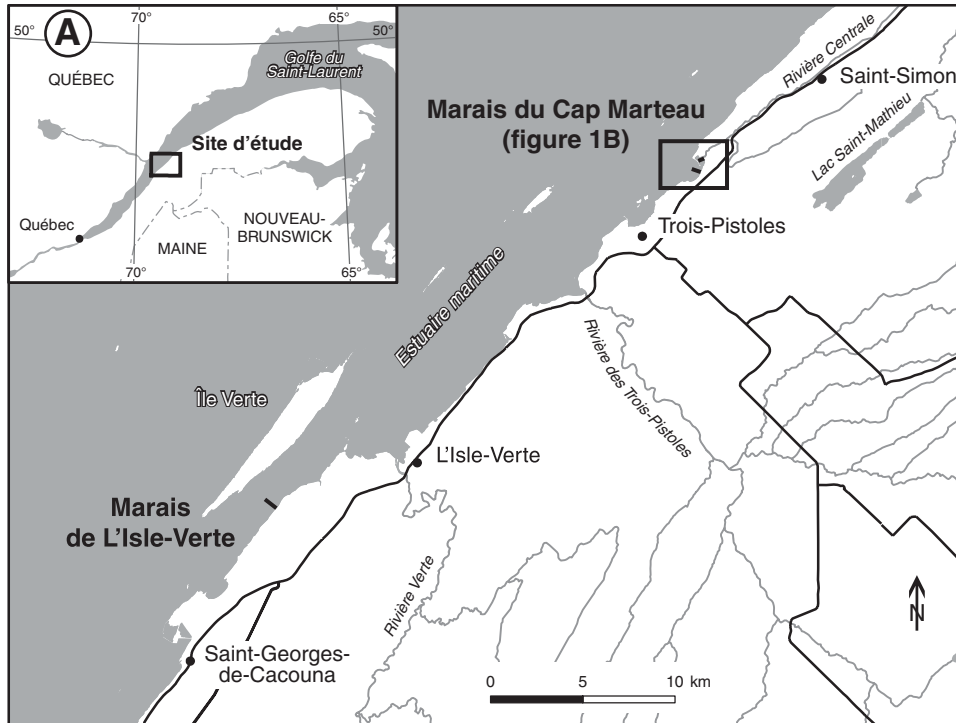 A
70°
65°
50°
50°
Golfe du
Saint-Laurent
QUÉBEC
Site d'étude
Québec
NOUVEAU-
BRUNSWICK
MAINE
70°
65°
Rivière Centrale
Saint-Simon
Marais du Cap Marteau
(figure 1B)
Lac Saint-Mathieu
Trois-Pistoles
Estuaire maritime
Rivière des Trois-Pistoles
Île Verte
L'Isle-Verte
Marais
de L'Isle-Verte
Rivière Verte
N
Saint-Georges-
de-Cacouna
0 5 10 km